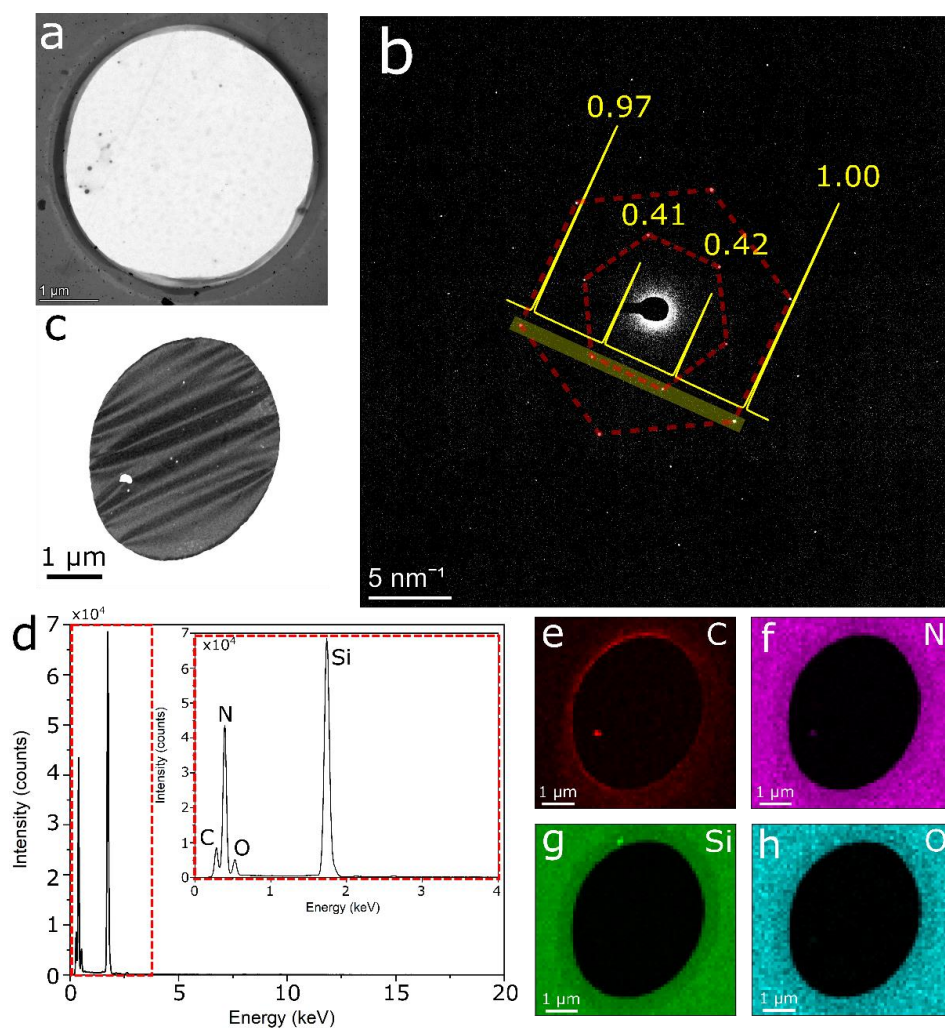 a
1 μm
b
0.97
1.00
0.41
0.42
5 nm⁻¹
c
1 μm
d
x10⁴
7
6
5
4
3
2
1
0
0
5
10
15
20
Intensity (counts)
Energy (keV)
x10⁴
7
6
5
4
3
2
1
0
0
1
2
3
4
Intensity (counts)
Energy (keV)
C
N
O
Si
e
C
1 μm
f
N
1 μm
g
Si
1 μm
h
O
1 μm